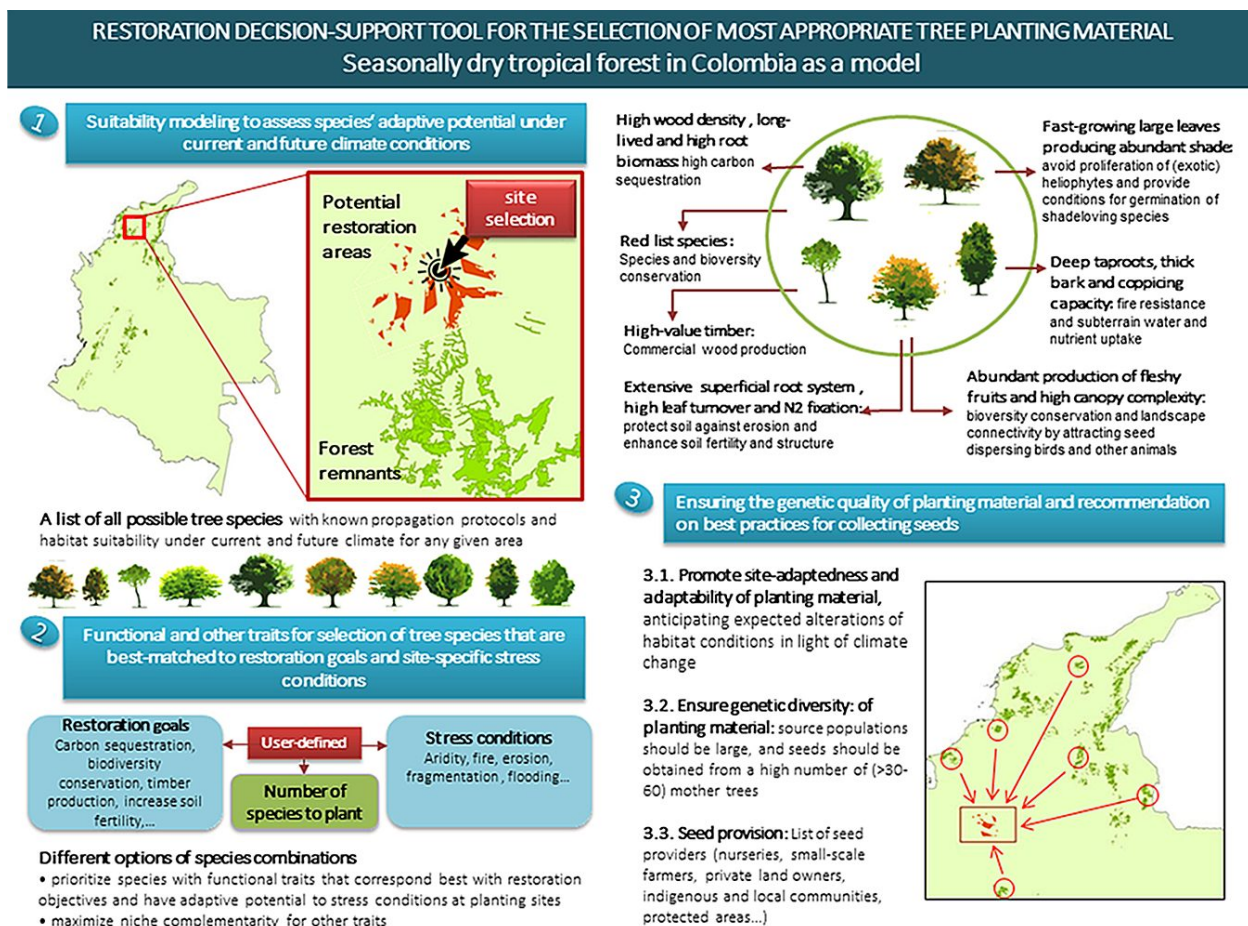 RESTORATION DECISION-SUPPORT TOOL FOR THE SELECTION OF MOST APPROPRIATE TREE PLANTING MATERIAL
Seasonally dry tropical forest in Colombia as a model
1
Suitability modeling to assess species' adaptive potential under
current and future climate conditions
Potential
restoration
areas
site
selection
Forest
remnants
A list of all possible tree species with known propagation protocols and
habitat suitability under current and future climate for any given area
2
Functional and other traits for selection of tree species that are
best-matched to restoration goals and site-specific stress
conditions
Restoration goals
Carbon sequestration,
biodiversity
conservation, timber
production, increase soil
fertility,...
User-defined
Number of
species to plant
Stress conditions
Aridity, fire, erosion,
fragmentation , flooding...
Different options of species combinations
• prioritize species with functional traits that correspond best with restoration
objectives and have adaptive potential to stress conditions at planting sites
• maximize niche complementarity for other traits
High wood density , long-
lived and high root
biomass: high carbon
sequestration
Red list species :
Species and bioversity
conservation
High-value timber:
Commercial wood production
Extensive superficial root system ,
high leaf turnover and N2 fixation:
protect soil against erosion and
enhance soil fertility and structure
Fast-growing large leaves
producing abundant shade:
avoid proliferation of (exotic)
heliophytes and provide
conditions for germination of
shadeloving species
Deep taproots, thick
bark and coppicing
capacity: fire resistance
and subterrain water and
nutrient uptake
Abundant production of fleshy
fruits and high canopy complexity:
bioversity conservation and landscape
connectivity by attracting seed
dispersing birds and other animals
3
Ensuring the genetic quality of planting material and recommendation
on best practices for collecting seeds
3.1. Promote site-adaptedness and
adaptability of planting material,
anticipating expected alterations of
habitat conditions in light of climate
change
3.2. Ensure genetic diversity: of
planting material: source populations
should be large, and seeds should be
obtained from a high number of (>30-
60) mother trees
3.3. Seed provision: List of seed
providers (nurseries, small-scale
farmers, private land owners,
indigenous and local communities,
protected areas...)